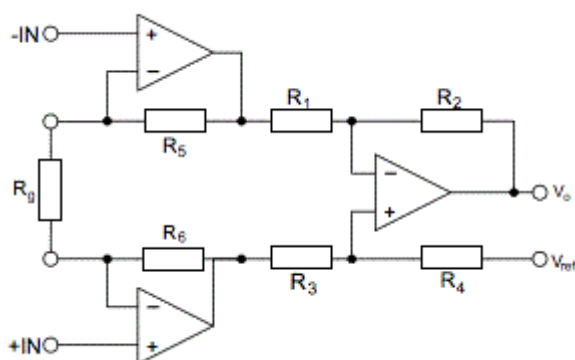 -IN
+
−
R1
R2
R5
Rg
−
+
Vo
R6
R3
R4
Vref
−
+IN
+